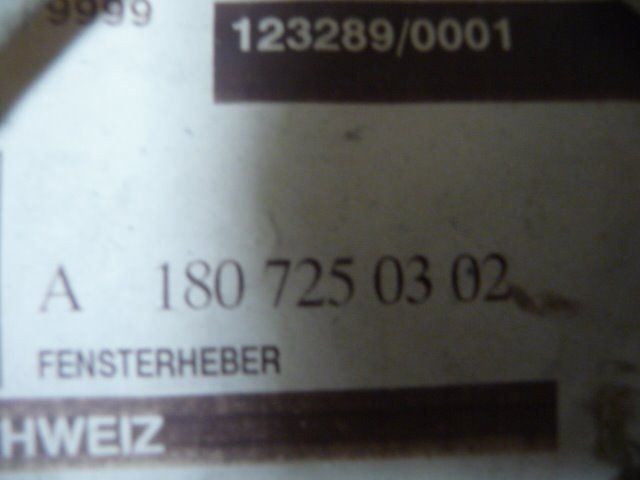 9999
123289/0001
A 180 725 03 02
FENSTERHEBER
HWEIZ